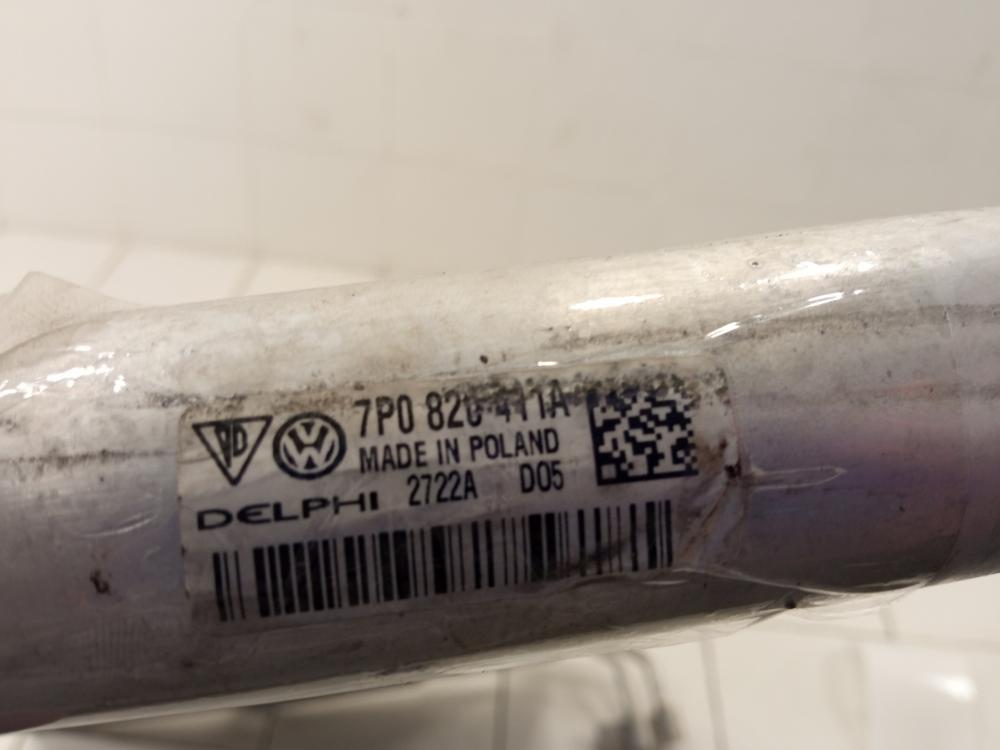 7P0 820 411A
MADE IN POLAND
2722A D05
DELPHI